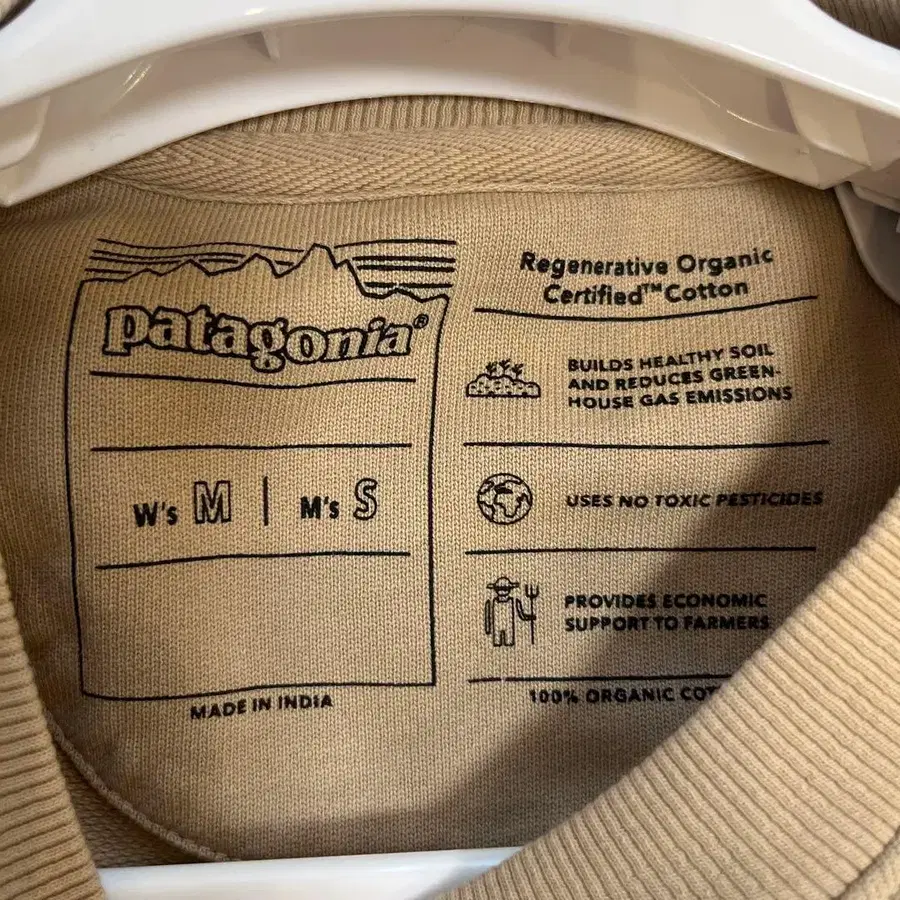 patagonia®
W's M | M's S
MADE IN INDIA
Regenerative Organic
Certified™ Cotton
BUILDS HEALTHY SOIL
AND REDUCES GREEN-
HOUSE GAS EMISSIONS
USES NO TOXIC PESTICIDES
PROVIDES ECONOMIC
SUPPORT TO FARMERS
100% ORGANIC